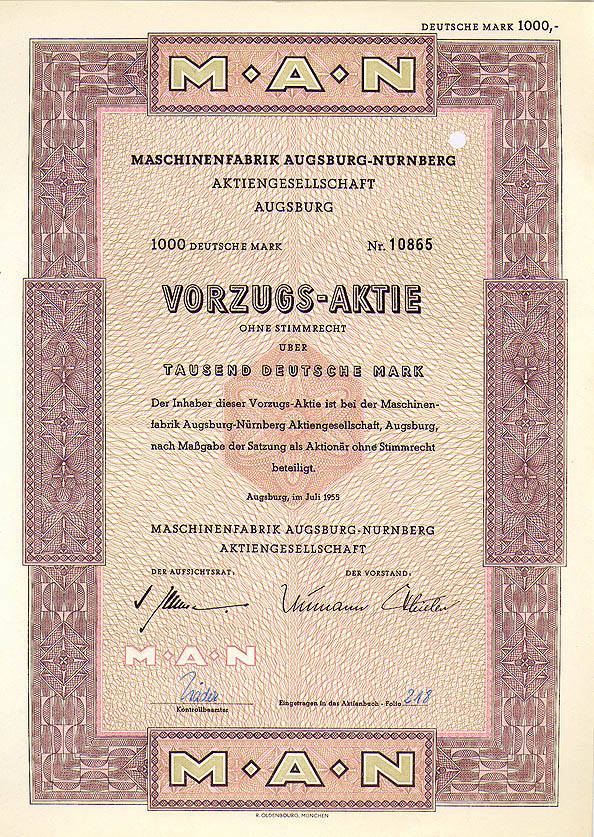 DEUTSCHE MARK 1000,-
M·A·N
MASCHINENFABRIK AUGSBURG-NÜRNBERG
AKTIENGESELLSCHAFT
AUGSBURG
1000 DEUTSCHE MARK Nr. 10865
VORZUGS-AKTIE
OHNE STIMMRECHT
ÜBER
TAUSEND DEUTSCHE MARK
Der Inhaber dieser Vorzugs-Aktie ist bei der Maschinen-
fabrik Augsburg-Nürnberg Aktiengesellschaft, Augsburg,
nach Maßgabe der Satzung als Aktionär ohne Stimmrecht
beteiligt.
Augsburg, im Juli 1955
MASCHINENFABRIK AUGSBURG-NÜRNBERG
AKTIENGESELLSCHAFT
DER AUFSICHTSRAT: DER VORSTAND:
M·A·N
Kontrollbeamter
Eingetragen in das Aktienbuch - Folio 218
M·A·N
R. OLDENBOURG, MÜNCHEN